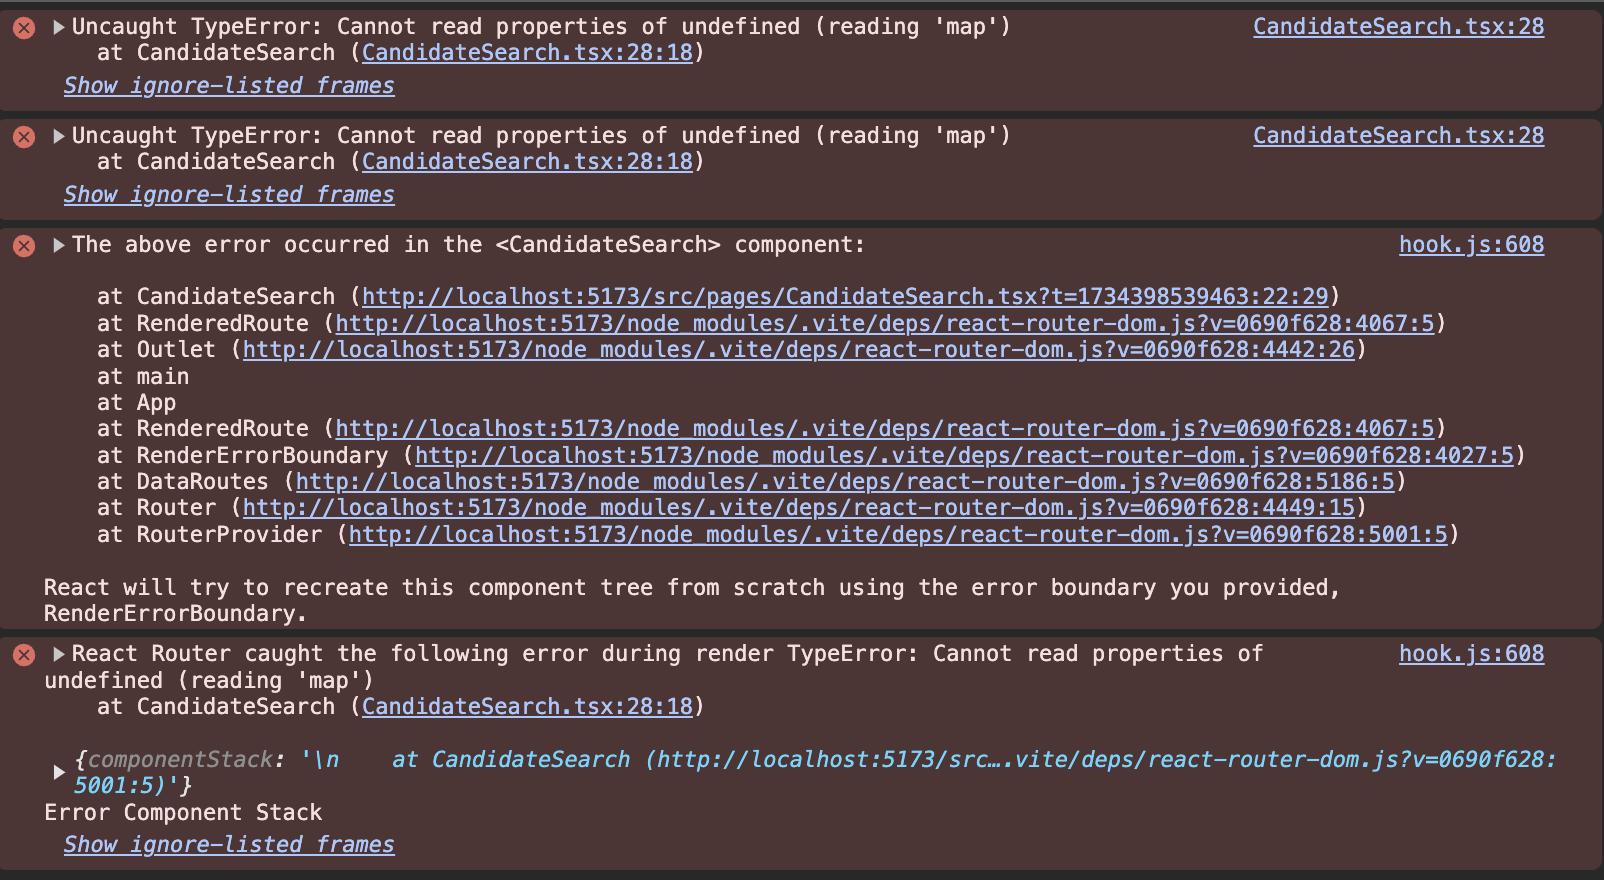 Uncaught TypeError: Cannot read properties of undefined (reading 'map') CandidateSearch.tsx:28
at CandidateSearch (CandidateSearch.tsx:28:18)
Show ignore-listed frames
Uncaught TypeError: Cannot read properties of undefined (reading 'map') CandidateSearch.tsx:28
at CandidateSearch (CandidateSearch.tsx:28:18)
Show ignore-listed frames
The above error occurred in the <CandidateSearch> component: hook.js:608
at CandidateSearch (http://localhost:5173/src/pages/CandidateSearch.tsx?t=1734398539463:22:29)
at RenderedRoute (http://localhost:5173/node_modules/.vite/deps/react-router-dom.js?v=0690f628:4067:5)
at Outlet (http://localhost:5173/node_modules/.vite/deps/react-router-dom.js?v=0690f628:4442:26)
at main
at App
at RenderedRoute (http://localhost:5173/node_modules/.vite/deps/react-router-dom.js?v=0690f628:4067:5)
at RenderErrorBoundary (http://localhost:5173/node_modules/.vite/deps/react-router-dom.js?v=0690f628:4027:5)
at DataRoutes (http://localhost:5173/node_modules/.vite/deps/react-router-dom.js?v=0690f628:5186:5)
at Router (http://localhost:5173/node_modules/.vite/deps/react-router-dom.js?v=0690f628:4449:15)
at RouterProvider (http://localhost:5173/node_modules/.vite/deps/react-router-dom.js?v=0690f628:5001:5)
React will try to recreate this component tree from scratch using the error boundary you provided,
RenderErrorBoundary.
React Router caught the following error during render TypeError: Cannot read properties of hook.js:608
undefined (reading 'map')
at CandidateSearch (CandidateSearch.tsx:28:18)
{componentStack: '\n    at CandidateSearch (http://localhost:5173/src….vite/deps/react-router-dom.js?v=0690f628:
5001:5)'}
Error Component Stack
Show ignore-listed frames